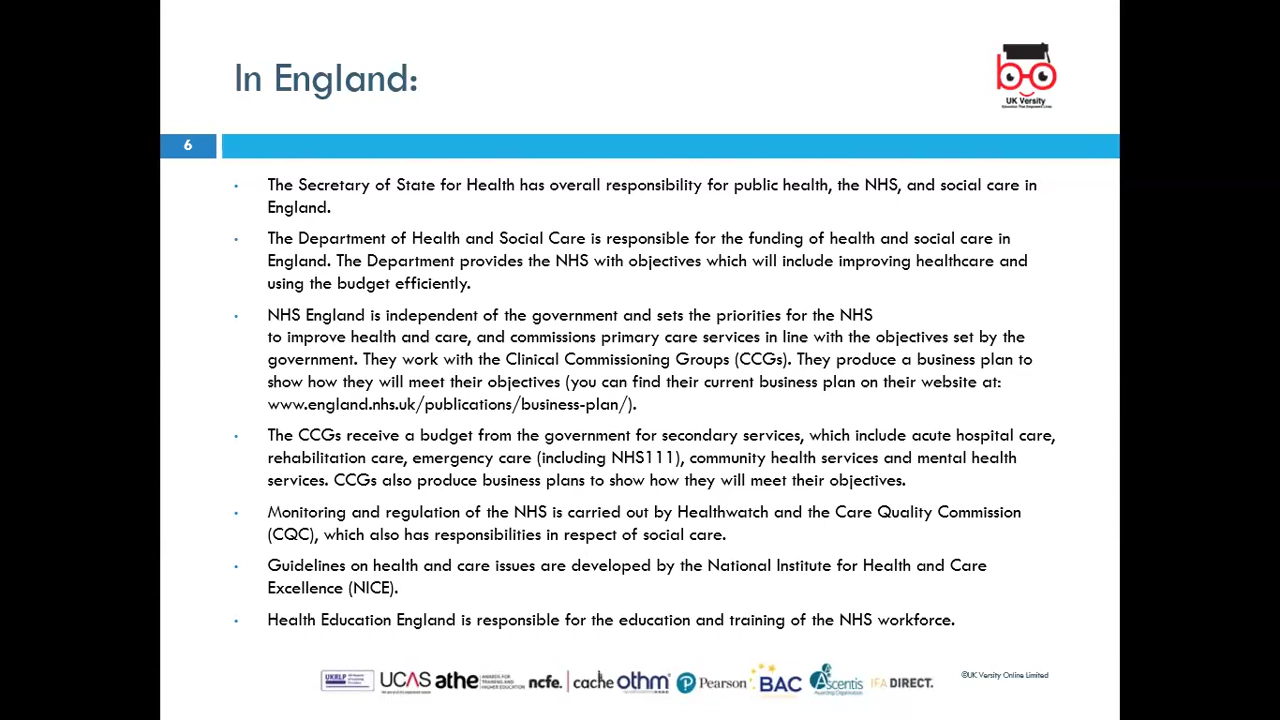 In England:
UK Versity
Education That Empowers Lives
6
The Secretary of State for Health has overall responsibility for public health, the NHS, and social care in
England.
The Department of Health and Social Care is responsible for the funding of health and social care in
England. The Department provides the NHS with objectives which will include improving healthcare and
using the budget efficiently.
NHS England is independent of the government and sets the priorities for the NHS
to improve health and care, and commissions primary care services in line with the objectives set by the
government. They work with the Clinical Commissioning Groups (CCGs). They produce a business plan to
show how they will meet their objectives (you can find their current business plan on their website at:
www.england.nhs.uk/publications/business-plan/).
The CCGs receive a budget from the government for secondary services, which include acute hospital care,
rehabilitation care, emergency care (including NHS111), community health services and mental health
services. CCGs also produce business plans to show how they will meet their objectives.
Monitoring and regulation of the NHS is carried out by Healthwatch and the Care Quality Commission
(CQC), which also has responsibilities in respect of social care.
Guidelines on health and care issues are developed by the National Institute for Health and Care
Excellence (NICE).
Health Education England is responsible for the education and training of the NHS workforce.
UKRLP UCAS athe AWARDS FOR TRAINING AND HIGHER EDUCATION ncfe. cache othm Pearson BAC Ascentis IFA DIRECT.
©UK Versity Online Limited